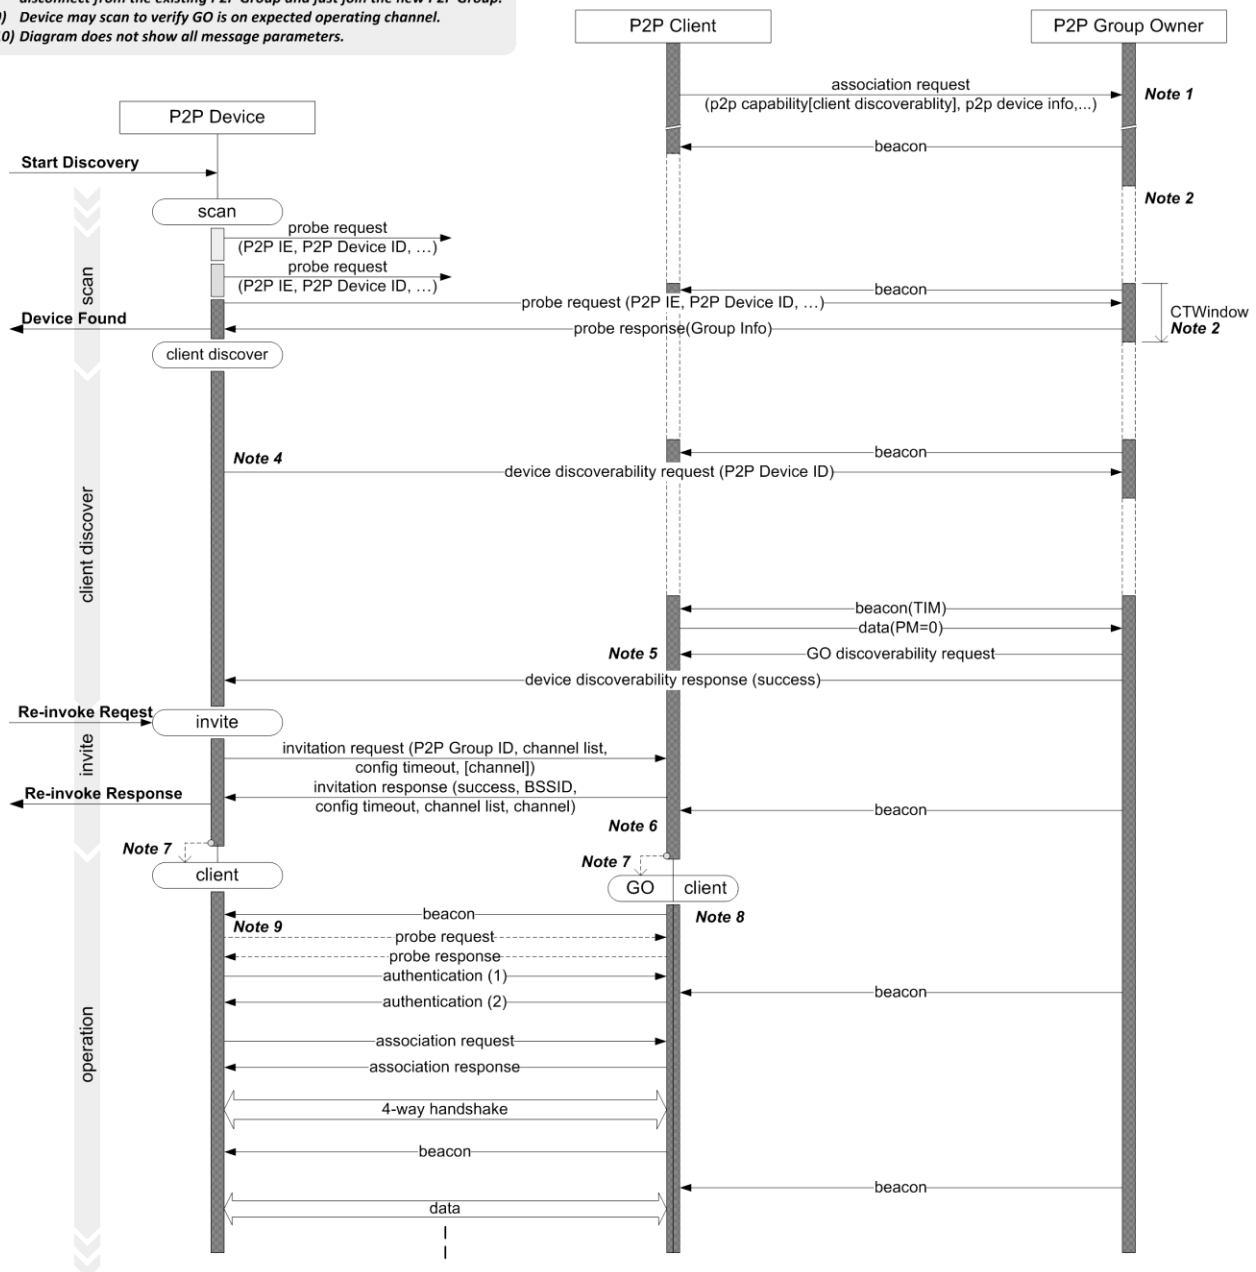 disconnect from the existing P2P Group and just join the new P2P Group.
9) Device may scan to verify GO is on expected operating channel.
10) Diagram does not show all message parameters.
P2P Client
P2P Group Owner
association request
(p2p capability[client discoverablity], p2p device info,...)
Note 1
P2P Device
beacon
Start Discovery
Note 2
scan
probe request
(P2P IE, P2P Device ID, …)
probe request
(P2P IE, P2P Device ID, …)
scan
beacon
probe request (P2P IE, P2P Device ID, …)
CTWindow
Note 2
Device Found
probe response(Group Info)
client discover
Note 4
beacon
device discoverability request (P2P Device ID)
client discover
beacon(TIM)
data(PM=0)
Note 5
GO discoverability request
device discoverability response (success)
Re-invoke Reqest
invite
invite
invitation request (P2P Group ID, channel list,
config timeout, [channel])
invitation response (success, BSSID,
config timeout, channel list, channel)
Re-invoke Response
beacon
Note 6
Note 7
Note 7
client
GO
client
beacon
Note 8
Note 9
probe request
probe response
authentication (1)
beacon
authentication (2)
operation
association request
association response
4-way handshake
beacon
beacon
data